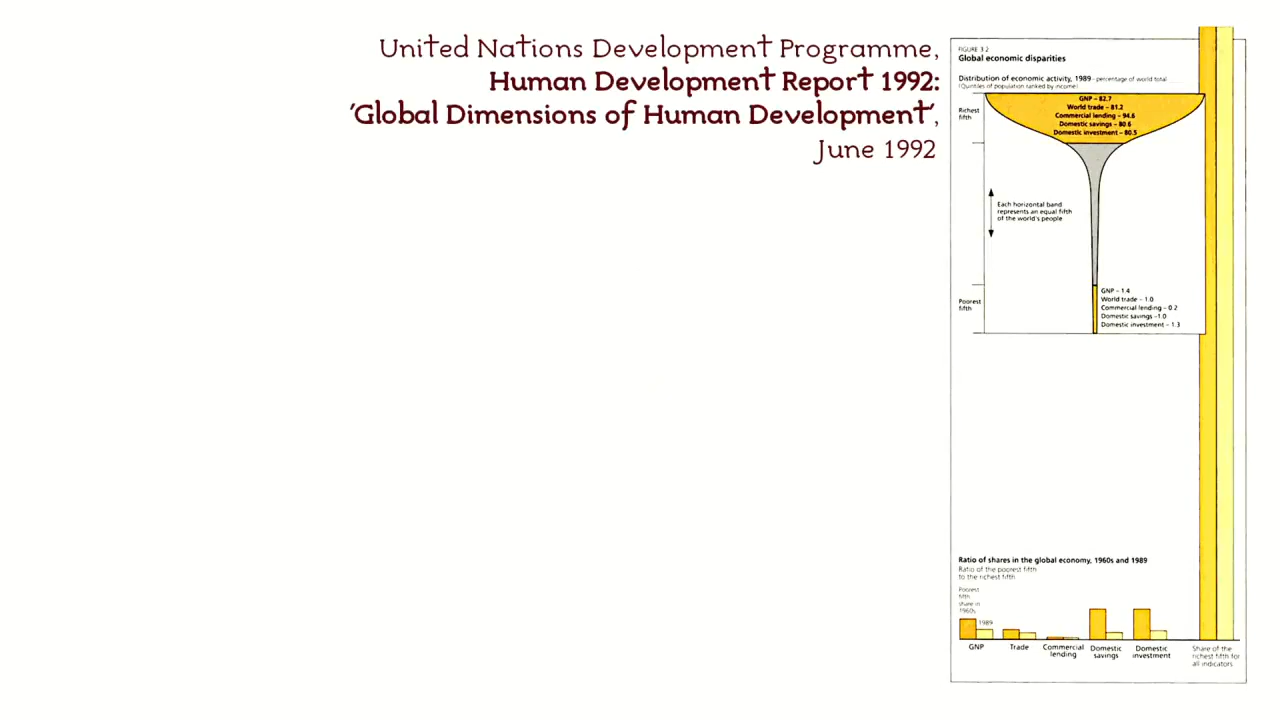 United Nations Development Programme,
Human Development Report 1992:
'Global Dimensions of Human Development',
June 1992
FIGURE 3.2
Global economic disparities
Distribution of economic activity, 1989 - percentage of world total
(Quintiles of population ranked by income)
Richest
fifth
GNP – 82.7
World trade – 81.2
Commercial lending – 94.6
Domestic savings – 80.6
Domestic investment – 80.5
Each horizontal band
represents an equal fifth
of the world's people
Poorest
fifth
GNP – 1.4
World trade – 1.0
Commercial lending – 0.2
Domestic savings –1.0
Domestic investment – 1.3
Ratio of shares in the global economy, 1960s and 1989
Ratio of the poorest fifth
to the richest fifth
Poorest
fifth
share in
1960s
1989
GNP
Trade
Commercial
lending
Domestic
savings
Domestic
investment
Share of the
richest fifth for
all indicators